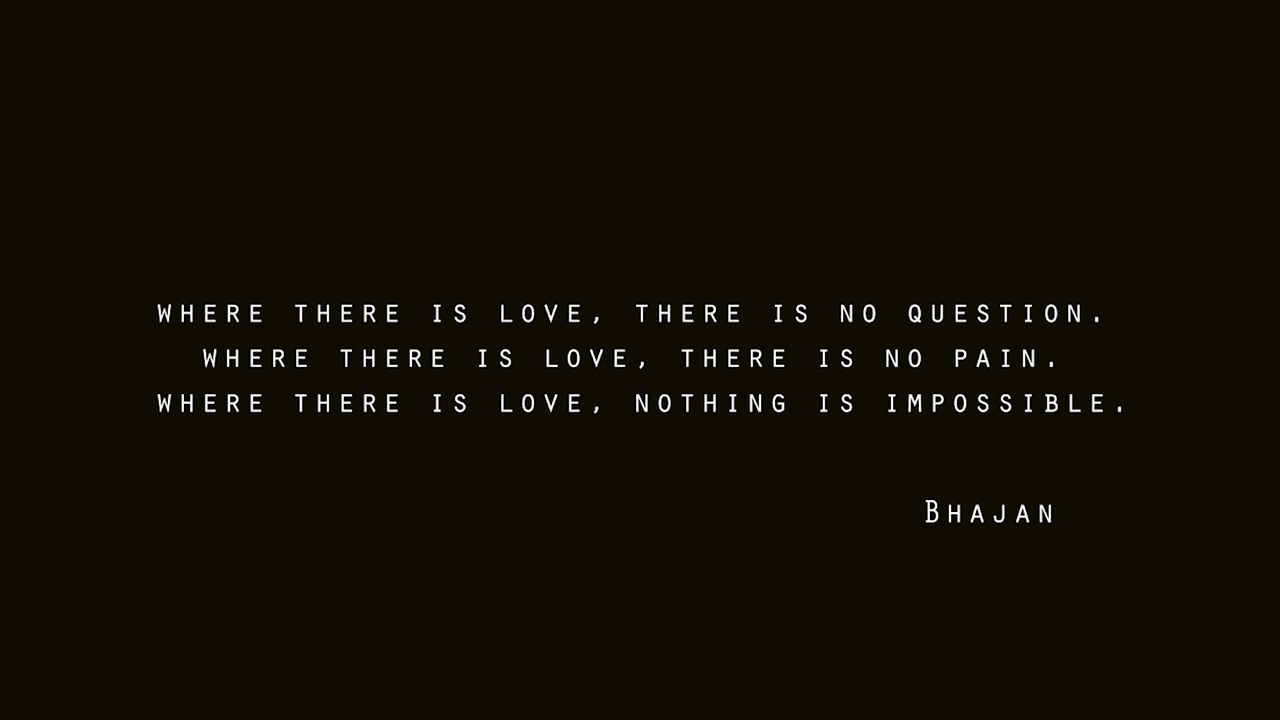 WHERE THERE IS LOVE, THERE IS NO QUESTION.
WHERE THERE IS LOVE, THERE IS NO PAIN.
WHERE THERE IS LOVE, NOTHING IS IMPOSSIBLE.
BHAJAN